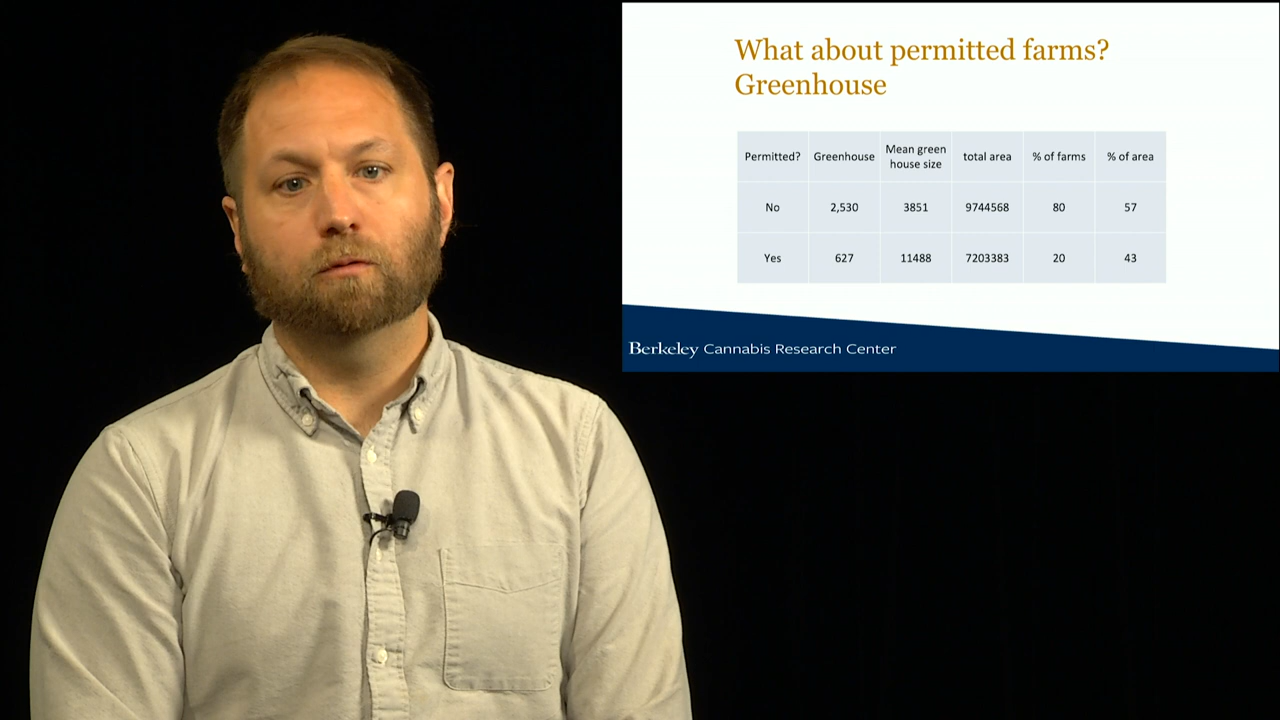 What about permitted farms?
Greenhouse
Permitted? Greenhouse Mean green house size total area % of farms % of area
No 2,530 3851 9744568 80 57
Yes 627 11488 7203383 20 43
Berkeley Cannabis Research Center